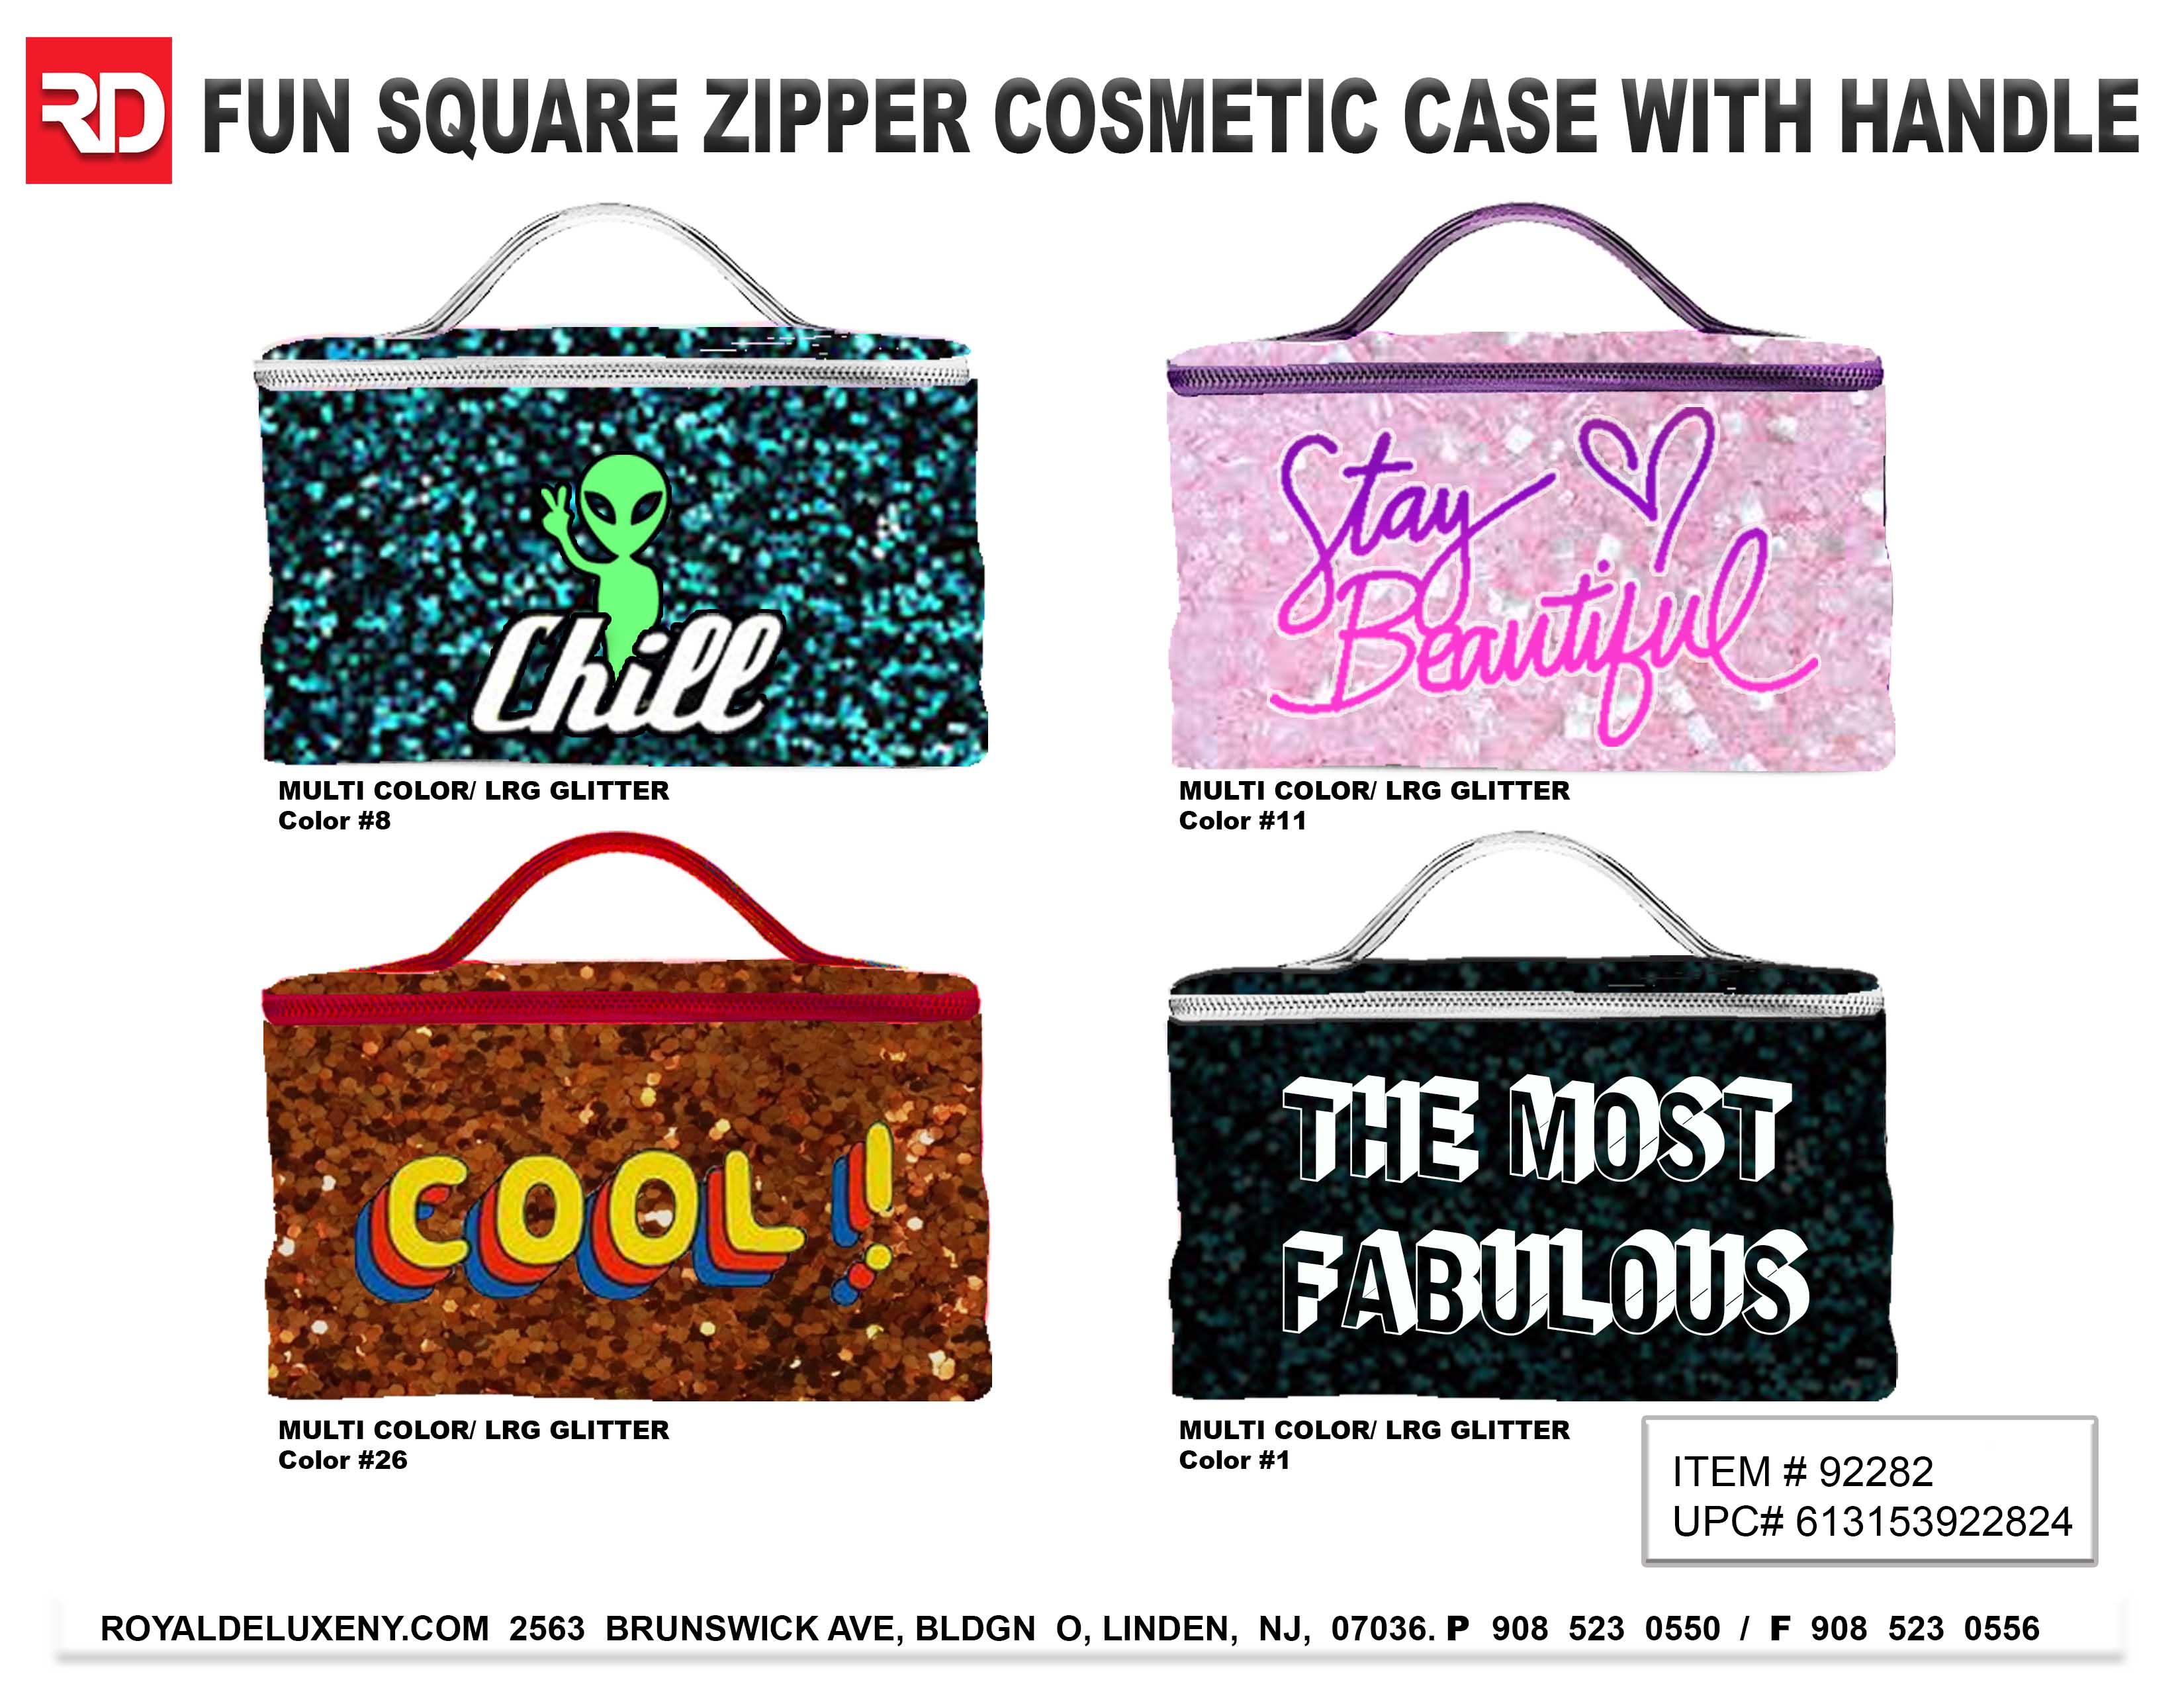 RD FUN SQUARE ZIPPER COSMETIC CASE WITH HANDLE
Chill
MULTI COLOR/ LRG GLITTER
Color #8
Stay
Beautiful
MULTI COLOR/ LRG GLITTER
Color #11
COOL!
MULTI COLOR/ LRG GLITTER
Color #26
THE MOST
FABULOUS
MULTI COLOR/ LRG GLITTER
Color #1
ITEM # 92282
UPC# 613153922824
ROYALDELUXENY.COM 2563 BRUNSWICK AVE, BLDGN O, LINDEN, NJ, 07036. P 908 523 0550 / F 908 523 0556